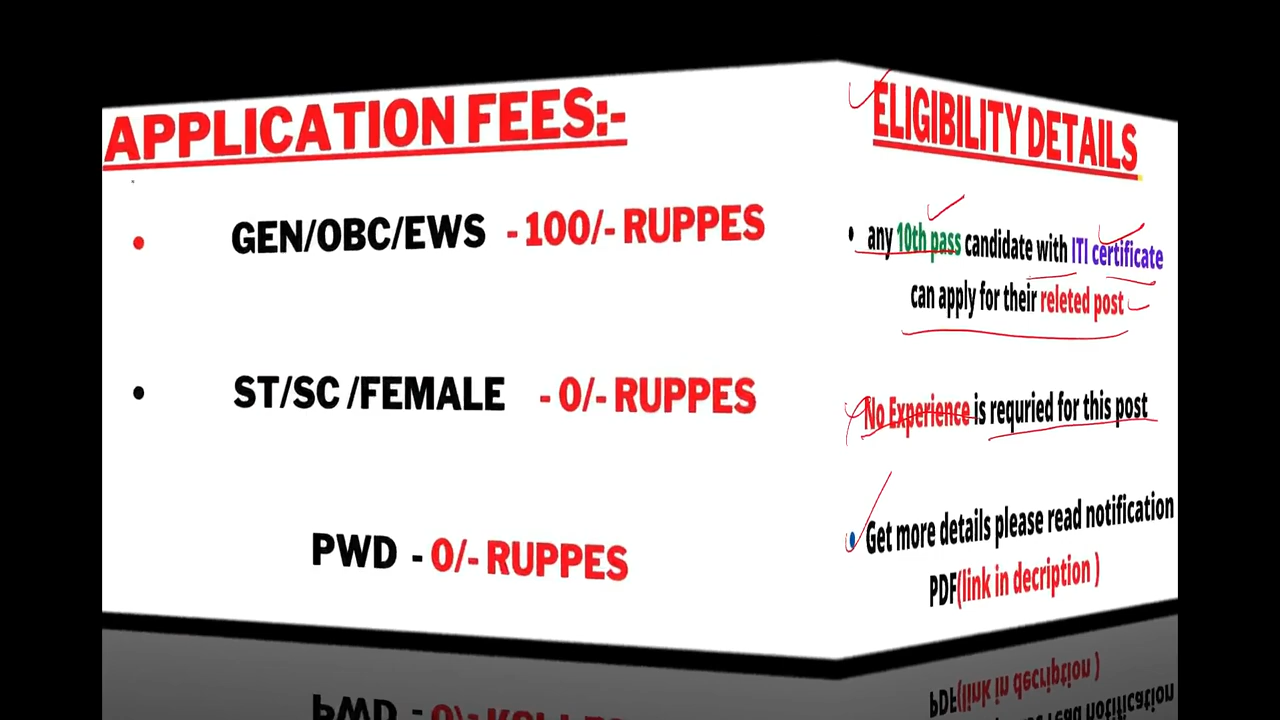 APPLICATION FEES:-
GEN/OBC/EWS - 100/- RUPPES
ST/SC /FEMALE - 0/- RUPPES
PWD - 0/- RUPPES
ELIGIBILITY DETAILS
any 10th pass candidate with ITI certificate
can apply for their releted post
No Experience is requried for this post
Get more details please read notification
PDF(link in decription )